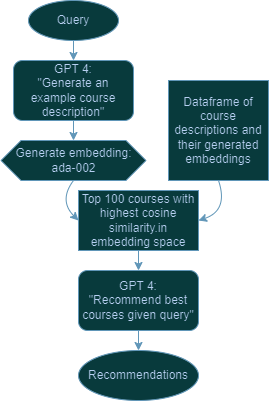 Query
GPT 4:
"Generate an
example course
description"
Generate embedding:
ada-002
Dataframe of
course
descriptions and
their generated
embeddings
Top 100 courses with
highest cosine
similarity.in
embedding space
GPT 4:
"Recommend best
courses given query"
Recommendations